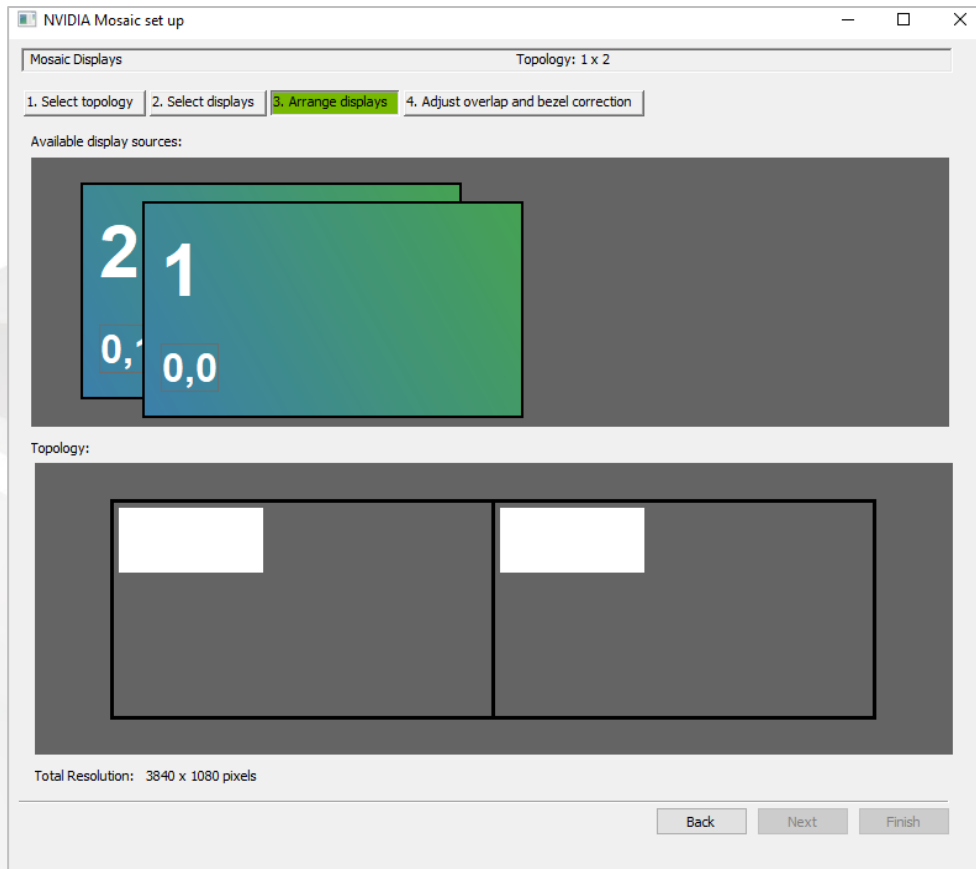 NVIDIA Mosaic set up
Mosaic Displays Topology: 1 x 2
1. Select topology 2. Select displays 3. Arrange displays 4. Adjust overlap and bezel correction
Available display sources:
2
1
0,1
0,0
Topology:
Total Resolution: 3840 x 1080 pixels
Back Next Finish